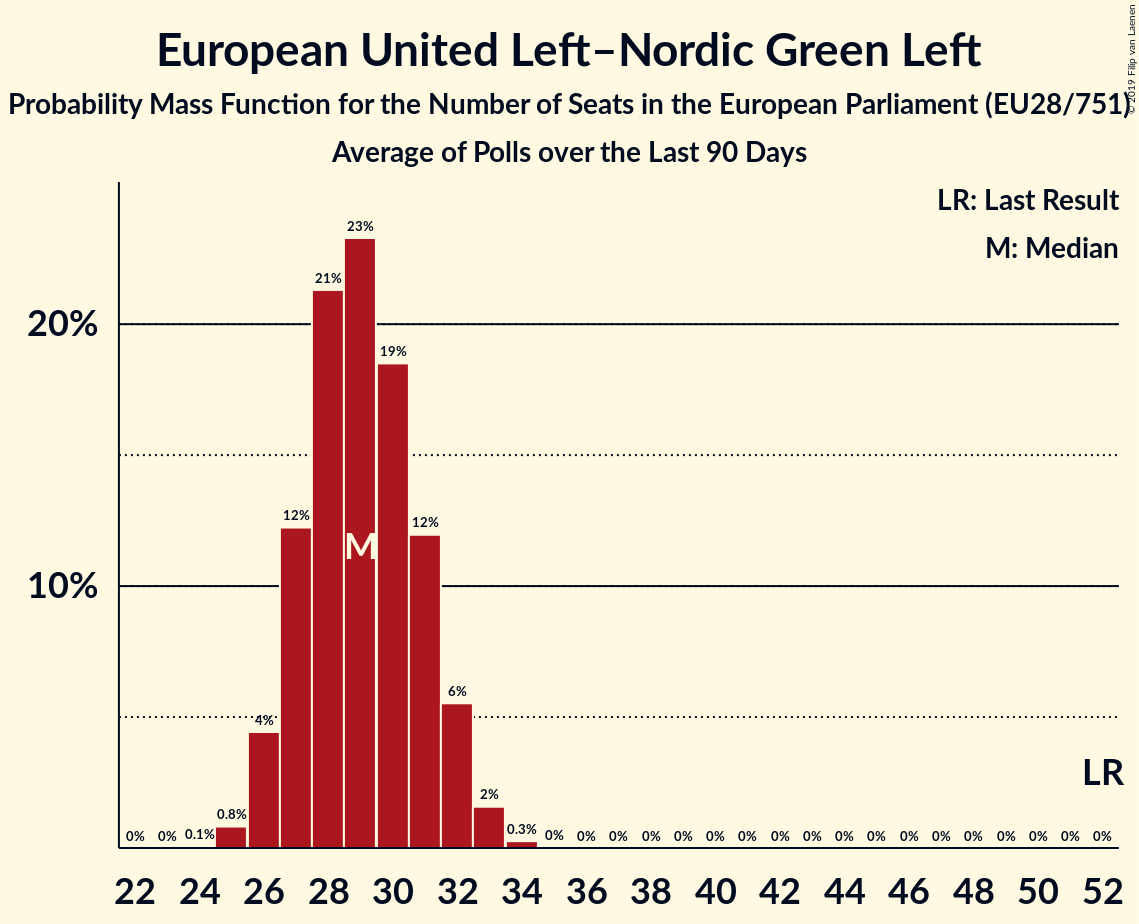 European United Left–Nordic Green Left
Probability Mass Function for the Number of Seats in the European Parliament (EU28/751)
Average of Polls over the Last 90 Days
© 2019 Filip van Laenen
LR: Last Result
M: Median
20%
10%
0% 0% 0.1% 0.8% 4% 12% 21% 23% 19% 12% 6% 2% 0.3% 0% 0% 0% 0% 0% 0% 0% 0% 0% 0% 0% 0% 0% 0% 0% 0% 0% 0%
M
LR
22 24 26 28 30 32 34 36 38 40 42 44 46 48 50 52